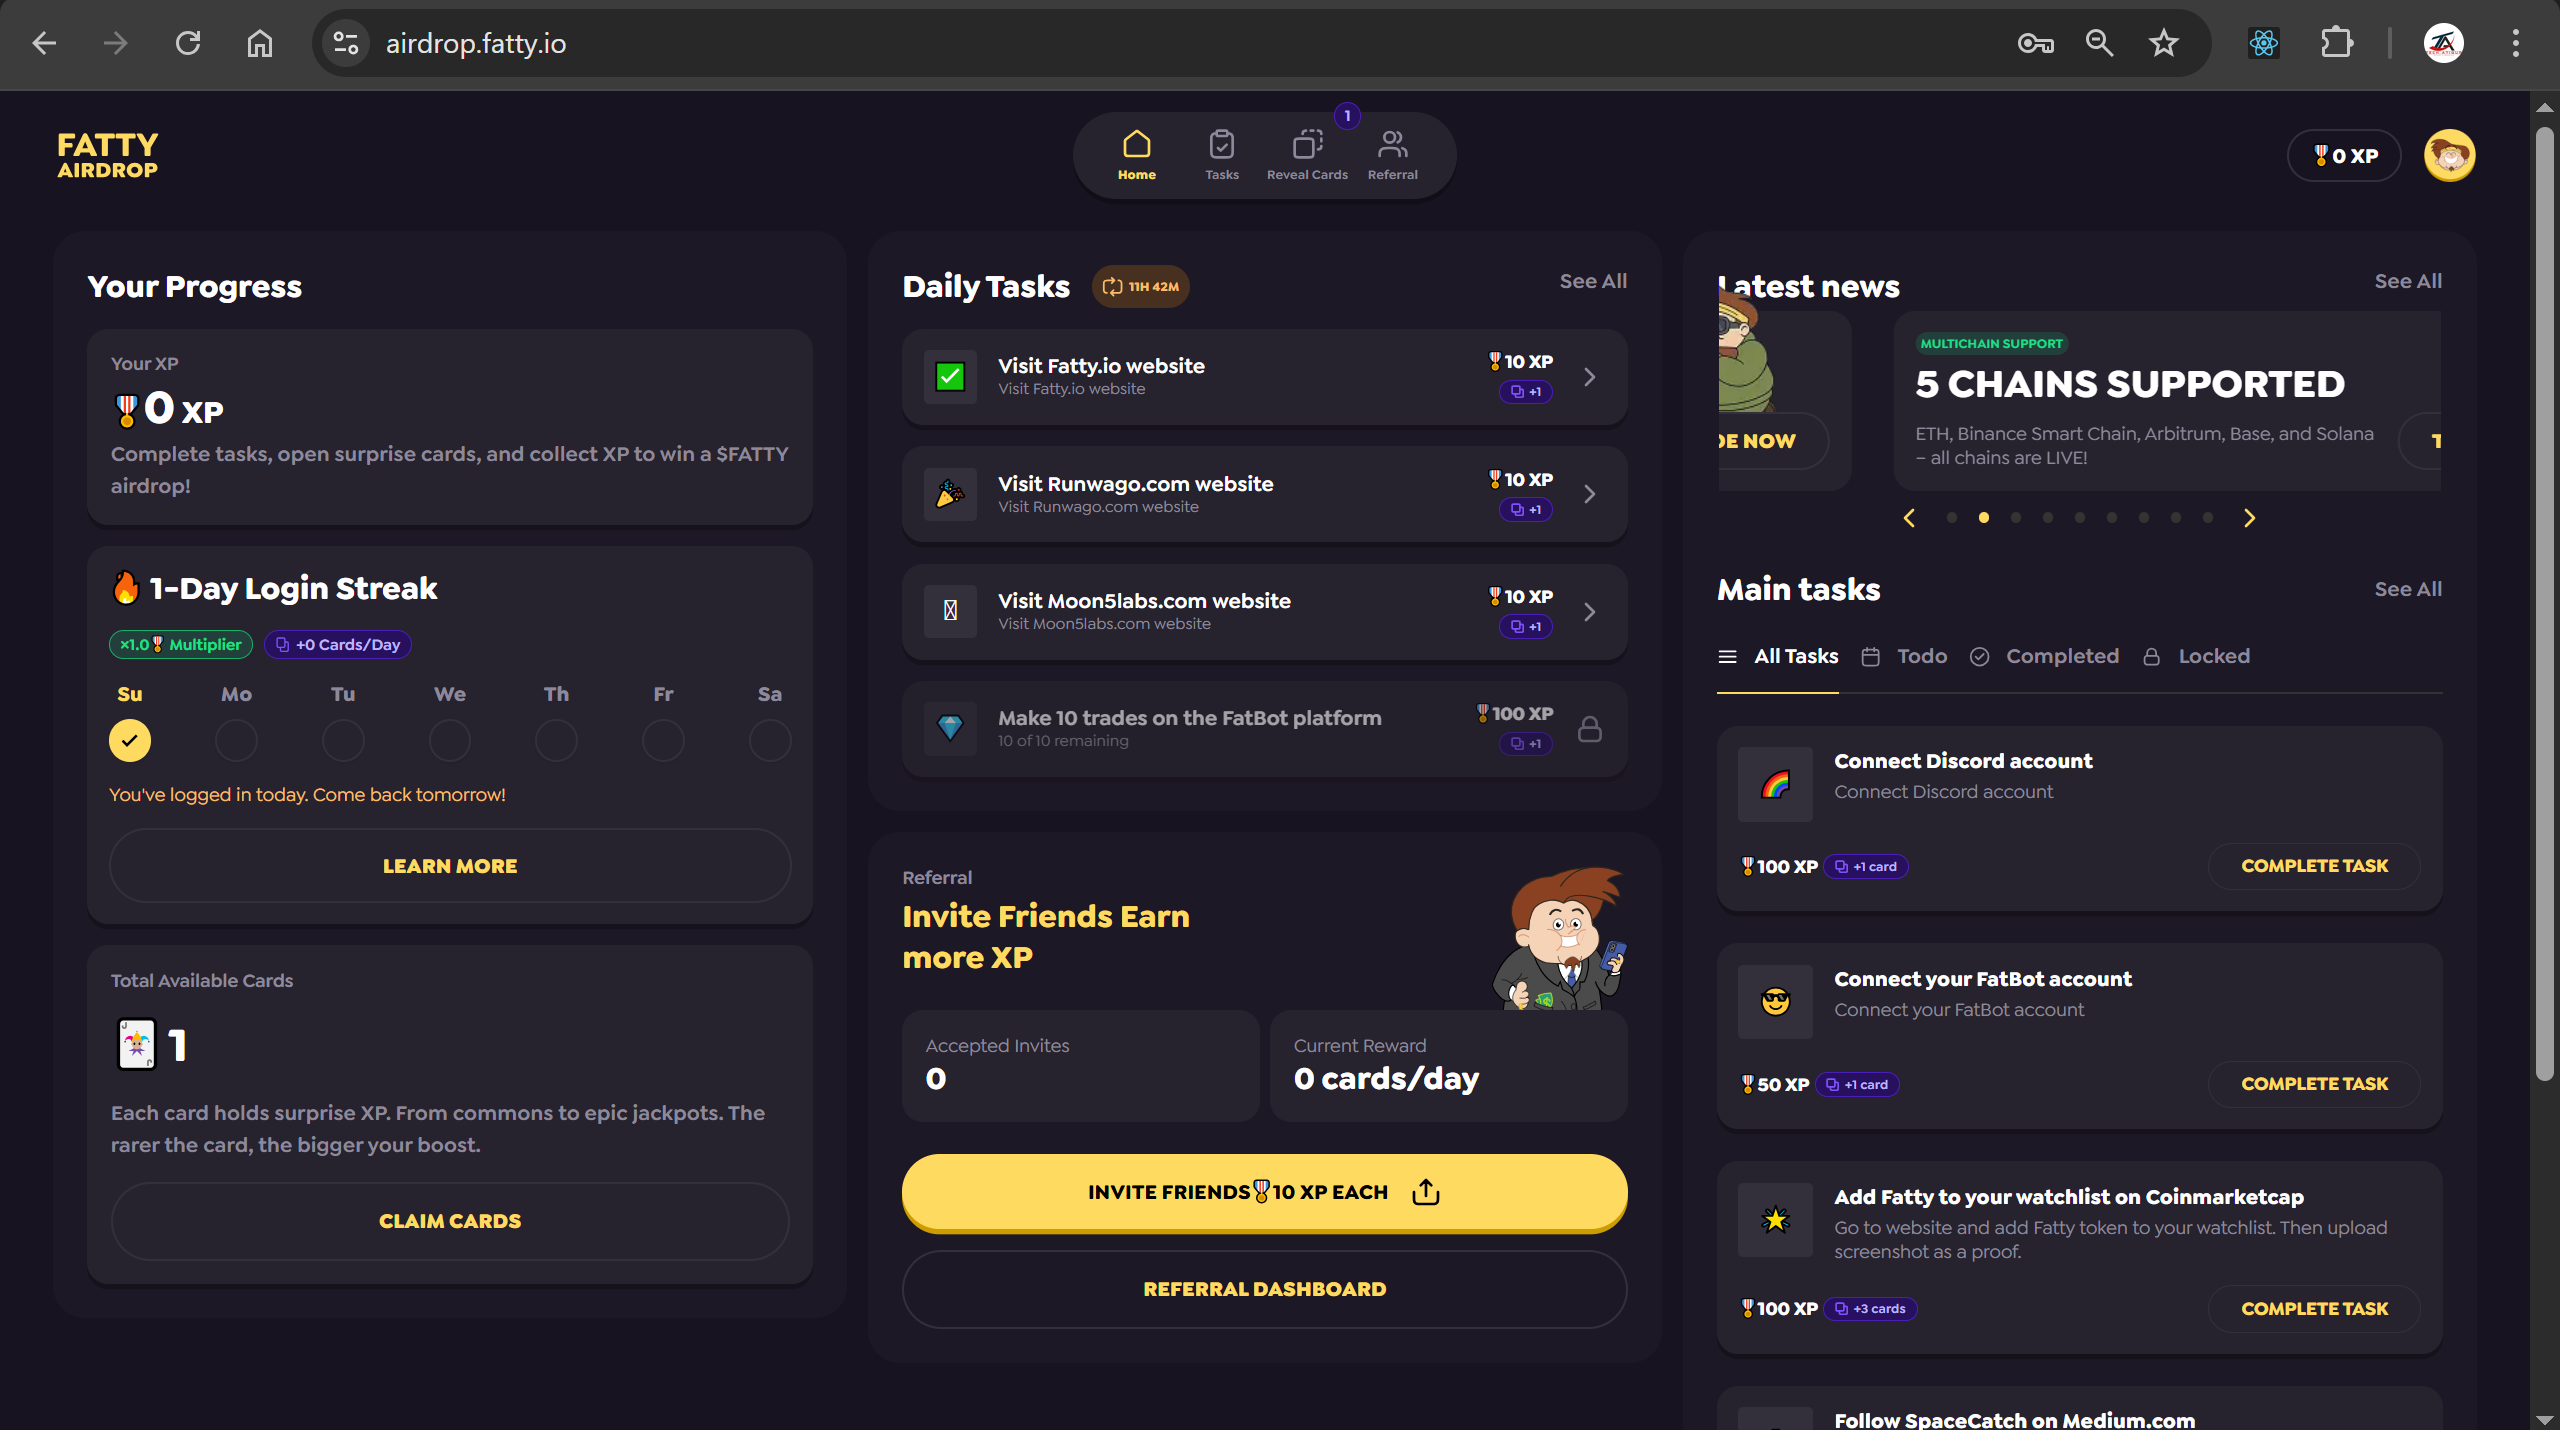 airdrop.fatty.io
FATTY
AIRDROP
Home
Tasks
1
Reveal Cards
Referral
0 XP
Your Progress
Your XP
0 XP
Complete tasks, open surprise cards, and collect XP to win a $FATTY
airdrop!
1-Day Login Streak
×1.0 Multiplier
+0 Cards/Day
Su Mo Tu We Th Fr Sa
You've logged in today. Come back tomorrow!
LEARN MORE
Total Available Cards
1
Each card holds surprise XP. From commons to epic jackpots. The
rarer the card, the bigger your boost.
CLAIM CARDS
Daily Tasks
11H 42M
See All
Visit Fatty.io website
Visit Fatty.io website
10 XP
+1
Visit Runwago.com website
Visit Runwago.com website
10 XP
+1
Visit Moon5labs.com website
Visit Moon5labs.com website
10 XP
+1
Make 10 trades on the FatBot platform
10 of 10 remaining
100 XP
+1
Referral
Invite Friends Earn
more XP
Accepted Invites
0
Current Reward
0 cards/day
INVITE FRIENDS 10 XP EACH
REFERRAL DASHBOARD
Latest news
See All
DE NOW
MULTICHAIN SUPPORT
5 CHAINS SUPPORTED
ETH, Binance Smart Chain, Arbitrum, Base, and Solana
– all chains are LIVE!
Main tasks
See All
All Tasks
Todo
Completed
Locked
Connect Discord account
Connect Discord account
100 XP
+1 card
COMPLETE TASK
Connect your FatBot account
Connect your FatBot account
50 XP
+1 card
COMPLETE TASK
Add Fatty to your watchlist on Coinmarketcap
Go to website and add Fatty token to your watchlist. Then upload
screenshot as a proof.
100 XP
+3 cards
COMPLETE TASK
Follow SpaceCatch on Medium.com